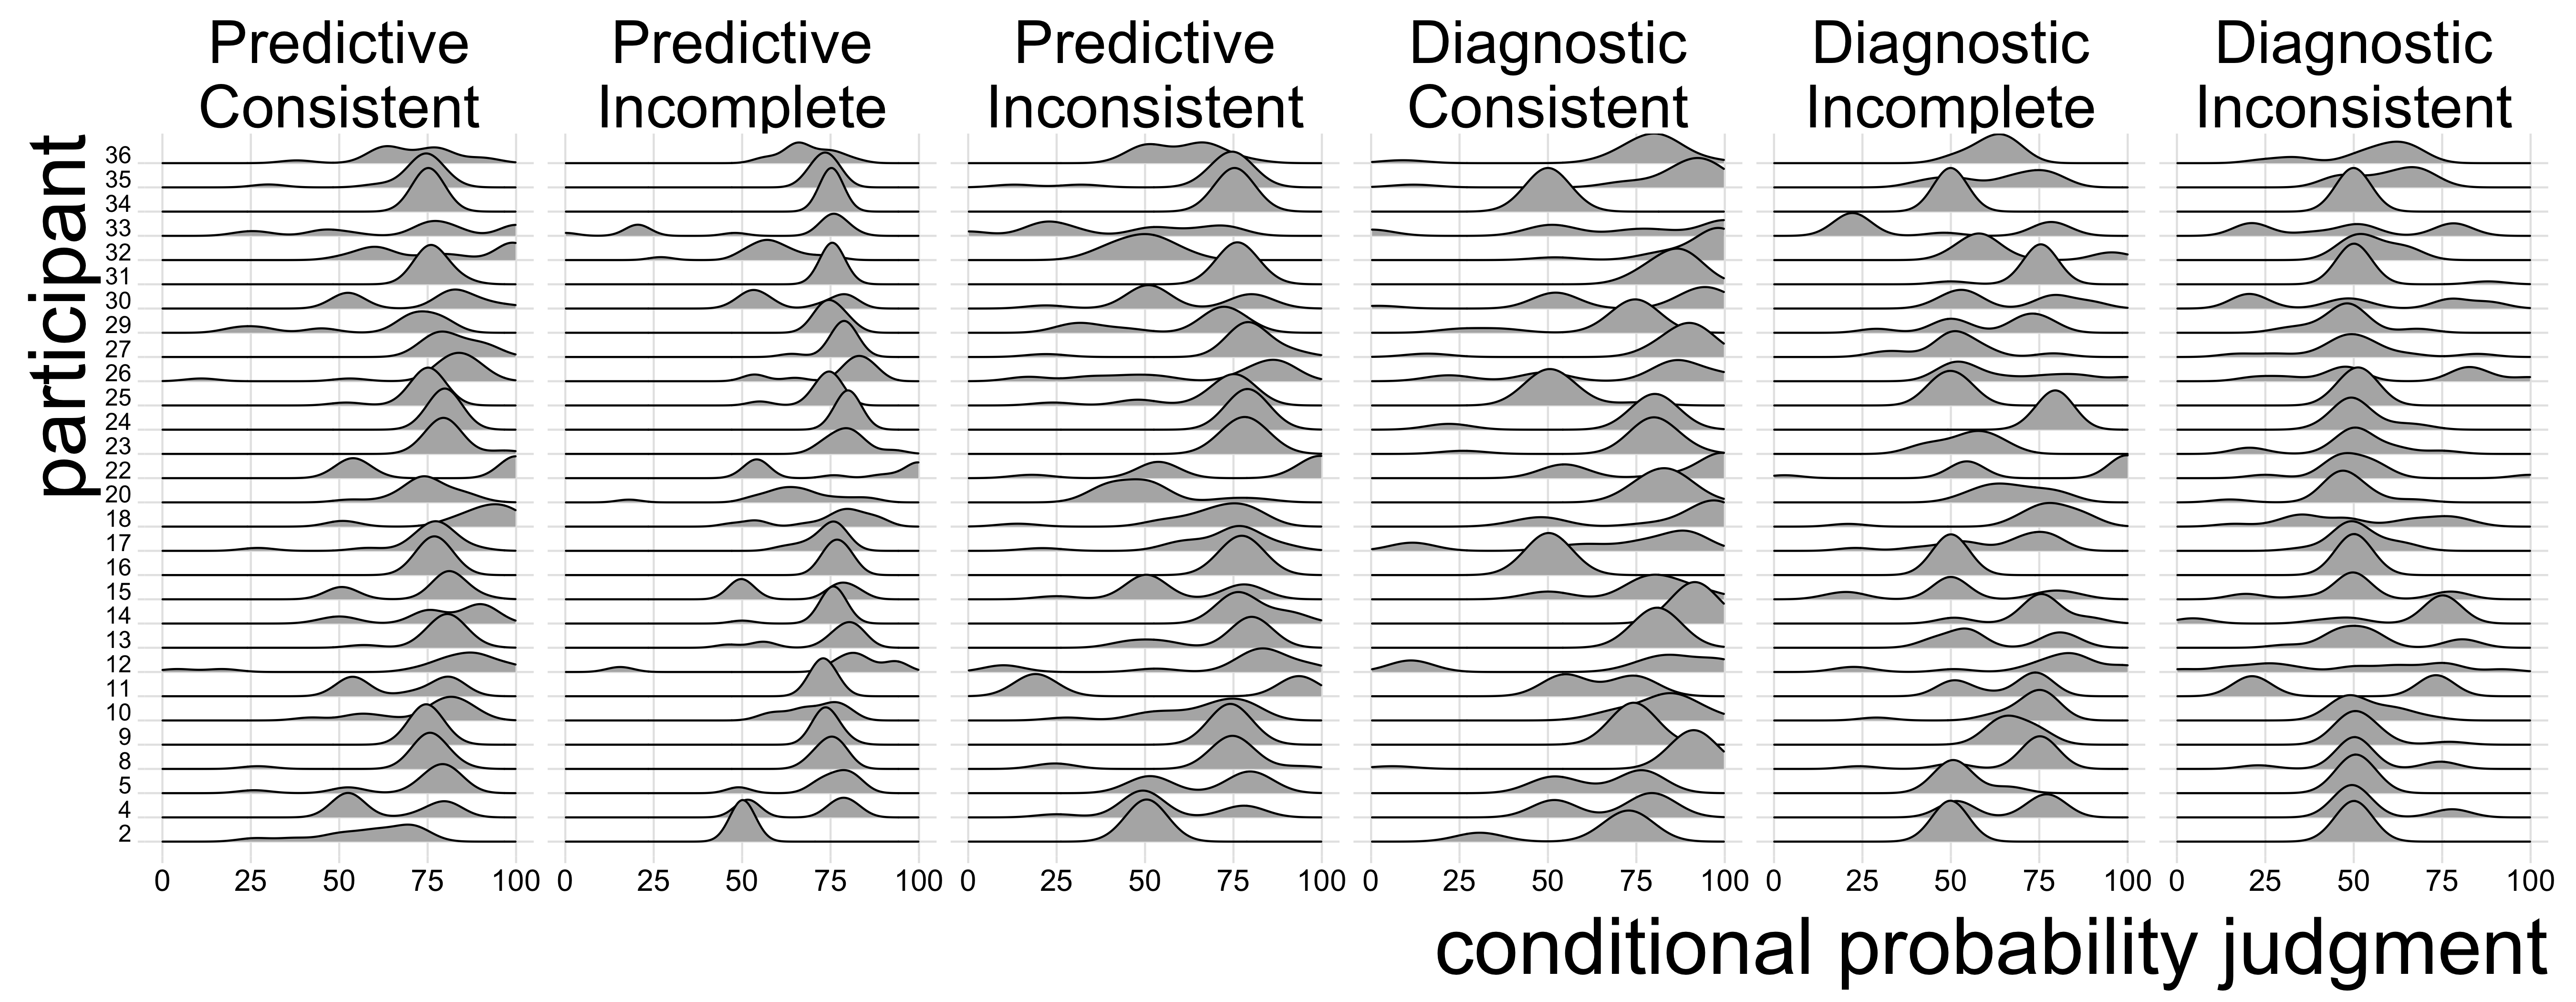 Predictive
Consistent
Predictive
Incomplete
Predictive
Inconsistent
Diagnostic
Consistent
Diagnostic
Incomplete
Diagnostic
Inconsistent
participant
36
35
34
33
32
31
30
29
27
26
25
24
23
22
20
18
17
16
15
14
13
12
11
10
9
8
5
4
2
0 25 50 75 100
0 25 50 75 100
0 25 50 75 100
0 25 50 75 100
0 25 50 75 100
0 25 50 75 100
conditional probability judgment